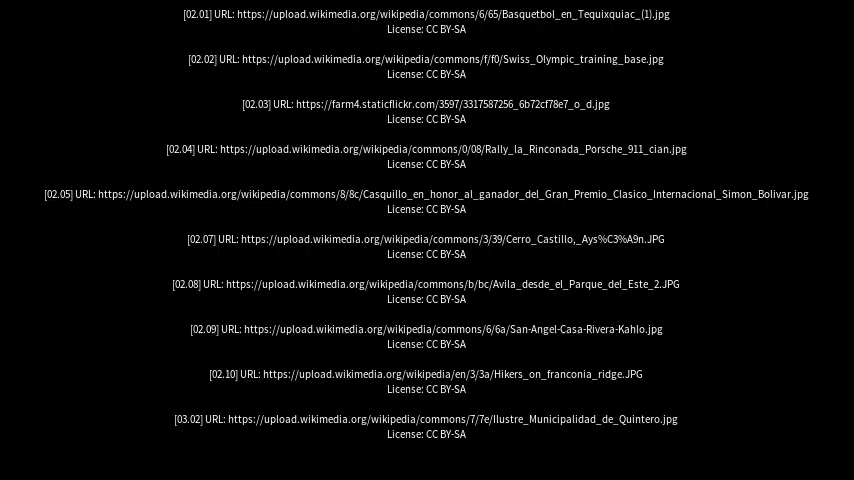 [02.01] URL: https://upload.wikimedia.org/wikipedia/commons/6/65/Basquetbol_en_Tequixquiac_(1).jpg
License: CC BY-SA
[02.02] URL: https://upload.wikimedia.org/wikipedia/commons/f/f0/Swiss_Olympic_training_base.jpg
License: CC BY-SA
[02.03] URL: https://farm4.staticflickr.com/3597/3317587256_6b72cf78e7_o_d.jpg
License: CC BY-SA
[02.04] URL: https://upload.wikimedia.org/wikipedia/commons/0/08/Rally_la_Rinconada_Porsche_911_cian.jpg
License: CC BY-SA
[02.05] URL: https://upload.wikimedia.org/wikipedia/commons/8/8c/Casquillo_en_honor_al_ganador_del_Gran_Premio_Clasico_Internacional_Simon_Bolivar.jpg
License: CC BY-SA
[02.07] URL: https://upload.wikimedia.org/wikipedia/commons/3/39/Cerro_Castillo,_Ays%C3%A9n.JPG
License: CC BY-SA
[02.08] URL: https://upload.wikimedia.org/wikipedia/commons/b/bc/Avila_desde_el_Parque_del_Este_2.JPG
License: CC BY-SA
[02.09] URL: https://upload.wikimedia.org/wikipedia/commons/6/6a/San-Angel-Casa-Rivera-Kahlo.jpg
License: CC BY-SA
[02.10] URL: https://upload.wikimedia.org/wikipedia/en/3/3a/Hikers_on_franconia_ridge.JPG
License: CC BY-SA
[03.02] URL: https://upload.wikimedia.org/wikipedia/commons/7/7e/Ilustre_Municipalidad_de_Quintero.jpg
License: CC BY-SA